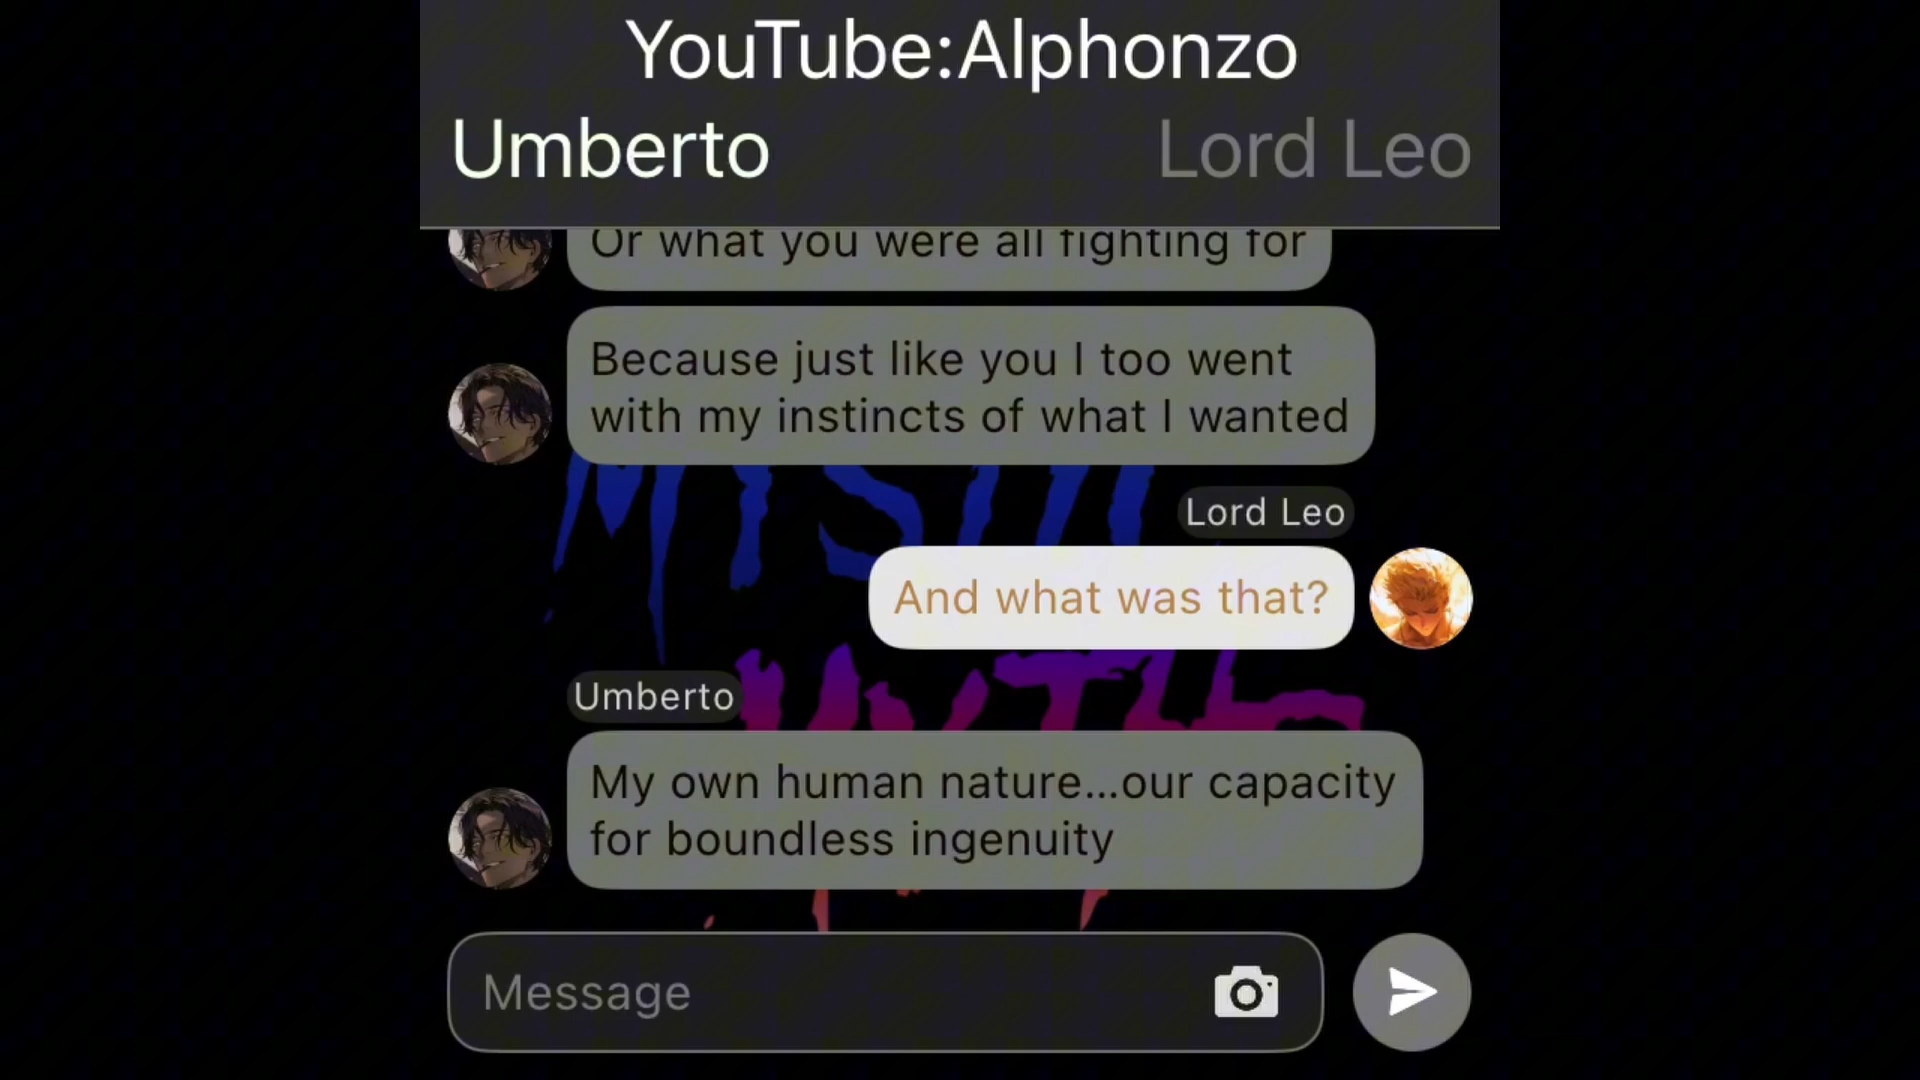 YouTube:Alphonzo
Umberto
Lord Leo
Or what you were all fighting for
Because just like you I too went
with my instincts of what I wanted
Lord Leo
And what was that?
Umberto
My own human nature...our capacity
for boundless ingenuity
Message